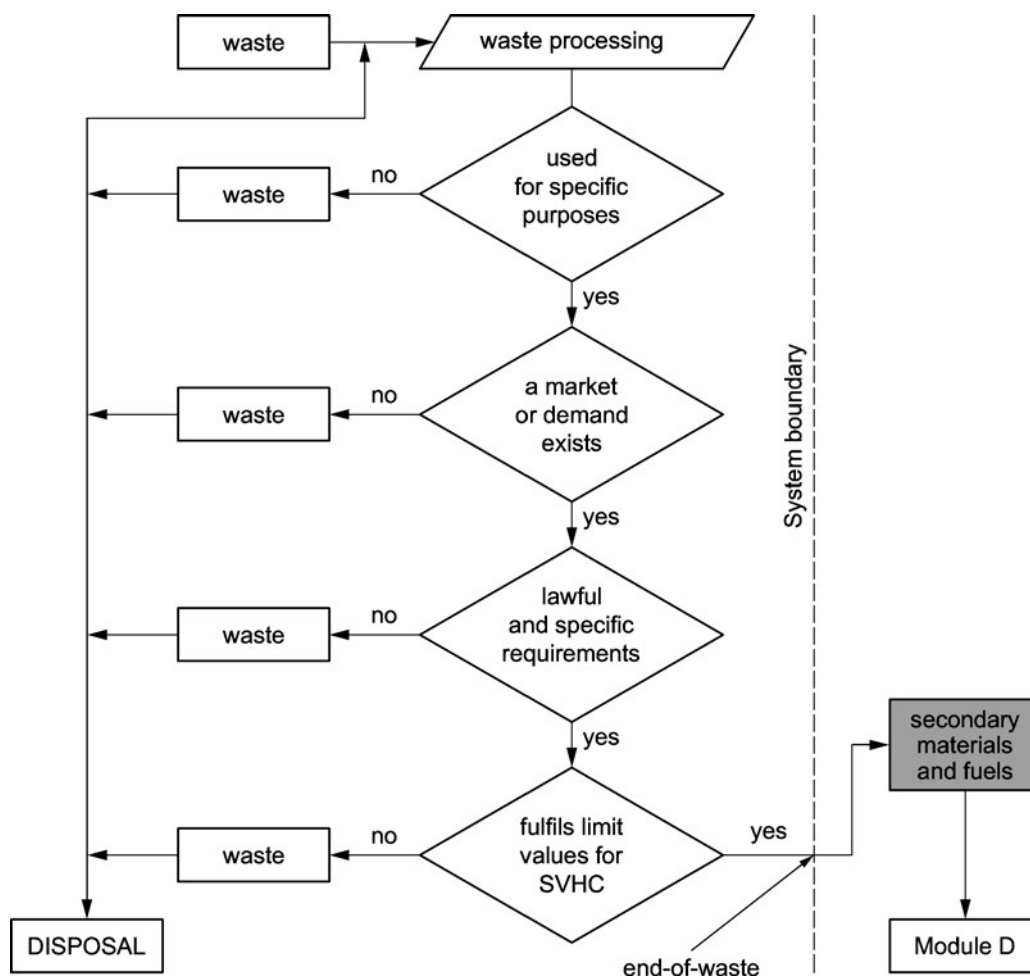 waste
waste processing
used
for specific
purposes
no
waste
yes
a market
or demand
exists
no
waste
System boundary
yes
lawful
and specific
requirements
no
waste
yes
secondary
materials
and fuels
fulfils limit
values for
SVHC
no
waste
yes
DISPOSAL
end-of-waste
Module D